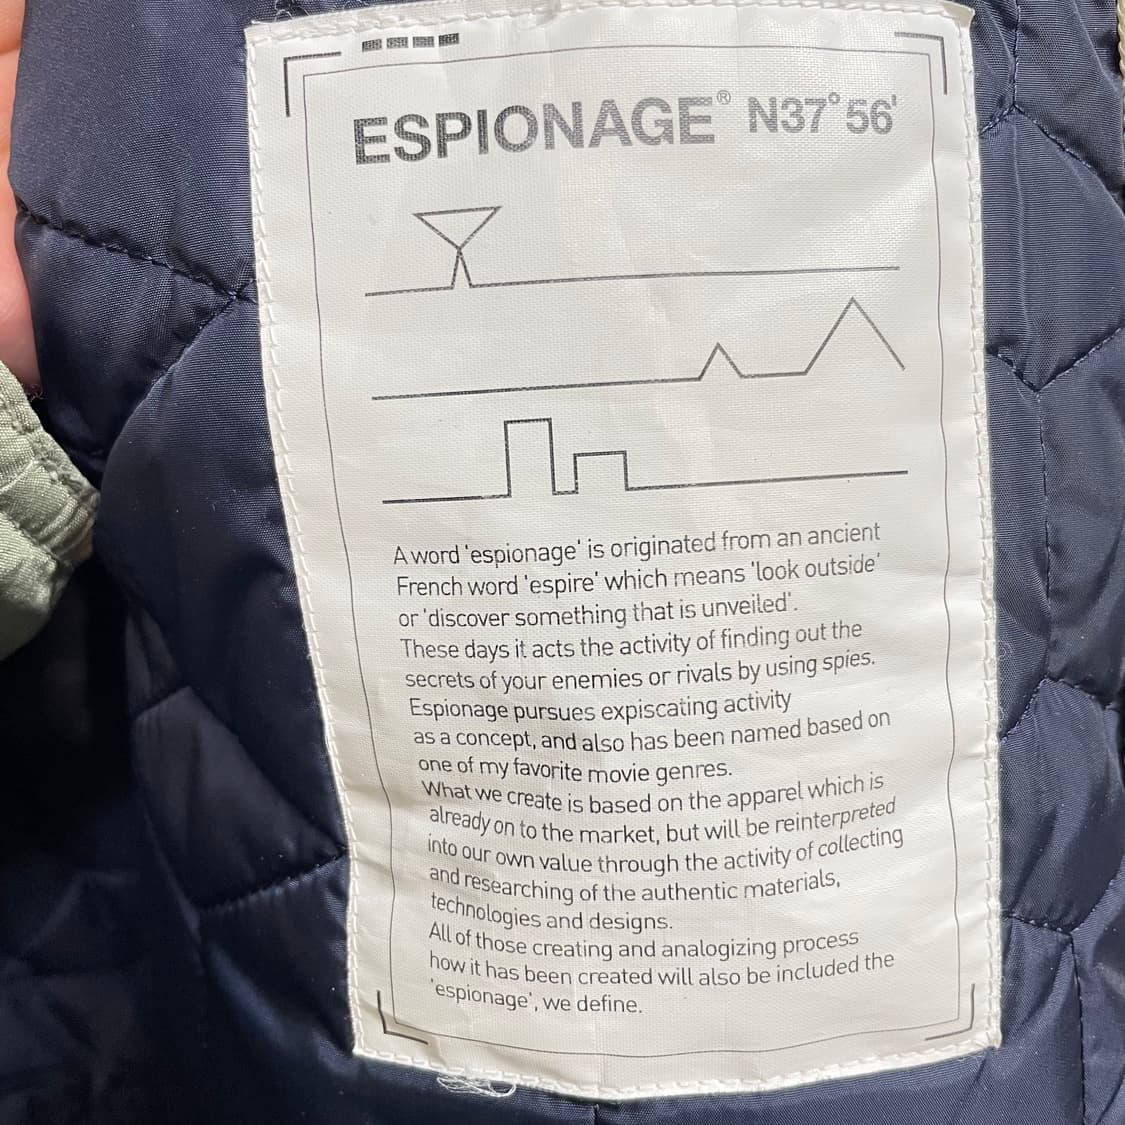 ESPIONAGE® N37°56'
A word 'espionage' is originated from an ancient
French word 'espire' which means 'look outside'
or 'discover something that is unveiled'.
These days it acts the activity of finding out the
secrets of your enemies or rivals by using spies.
Espionage pursues expiscating activity
as a concept, and also has been named based on
one of my favorite movie genres.
What we create is based on the apparel which is
already on to the market, but will be reinterpreted
into our own value through the activity of collecting
and researching of the authentic materials,
technologies and designs.
All of those creating and analogizing process
how it has been created will also be included the
'espionage', we define.